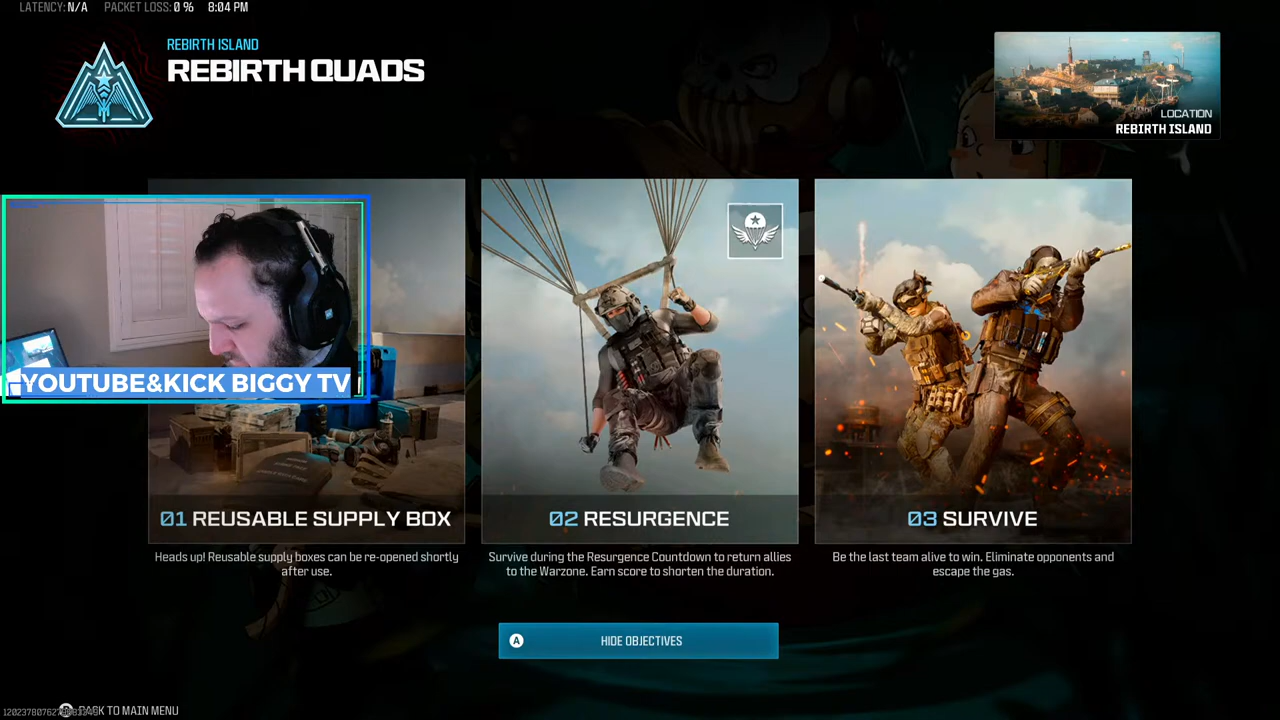 LATENCY: N/A PACKET LOSS: 0 % 8:04 PM
REBIRTH ISLAND
REBIRTH QUADS
LOCATION
REBIRTH ISLAND
YOUTUBE&KICK BIGGY TV
01 REUSABLE SUPPLY BOX
Heads up! Reusable supply boxes can be re-opened shortly
after use.
02 RESURGENCE
Survive during the Resurgence Countdown to return allies
to the Warzone. Earn score to shorten the duration.
03 SURVIVE
Be the last team alive to win. Eliminate opponents and
escape the gas.
A HIDE OBJECTIVES
BACK TO MAIN MENU